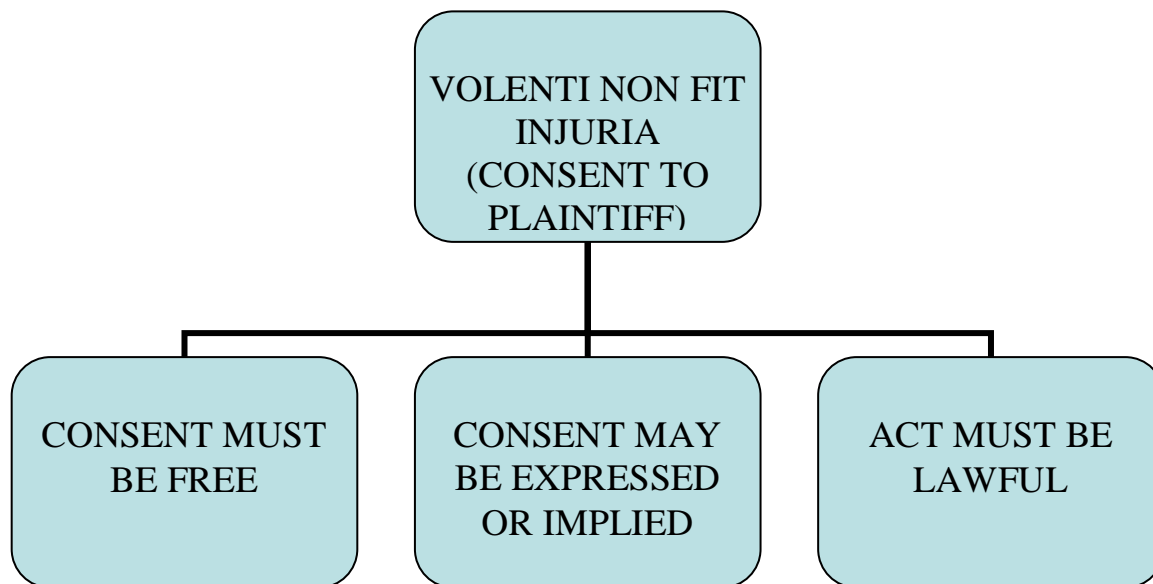 VOLENTI NON FIT
INJURIA
(CONSENT TO
PLAINTIFF)
CONSENT MUST
BE FREE
CONSENT MAY
BE EXPRESSED
OR IMPLIED
ACT MUST BE
LAWFUL